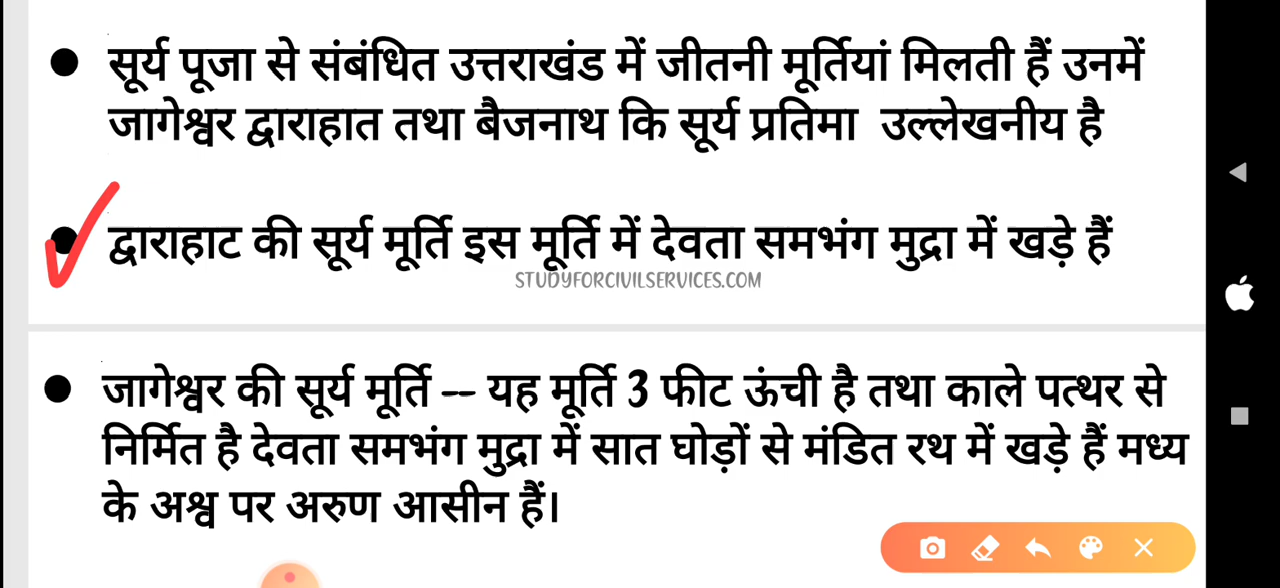 ● सूर्य पूजा से संबंधित उत्तराखंड में जीतनी मूर्तियां मिलती हैं उनमें
जागेश्वर द्वाराहात तथा बैजनाथ कि सूर्य प्रतिमा उल्लेखनीय है
● द्वाराहाट की सूर्य मूर्ति इस मूर्ति में देवता समभंग मुद्रा में खड़े हैं
STUDYFORCIVILSERVICES.COM
● जागेश्वर की सूर्य मूर्ति -- यह मूर्ति 3 फीट ऊंची है तथा काले पत्थर से
निर्मित है देवता समभंग मुद्रा में सात घोड़ों से मंडित रथ में खड़े हैं मध्य
के अश्व पर अरुण आसीन हैं।